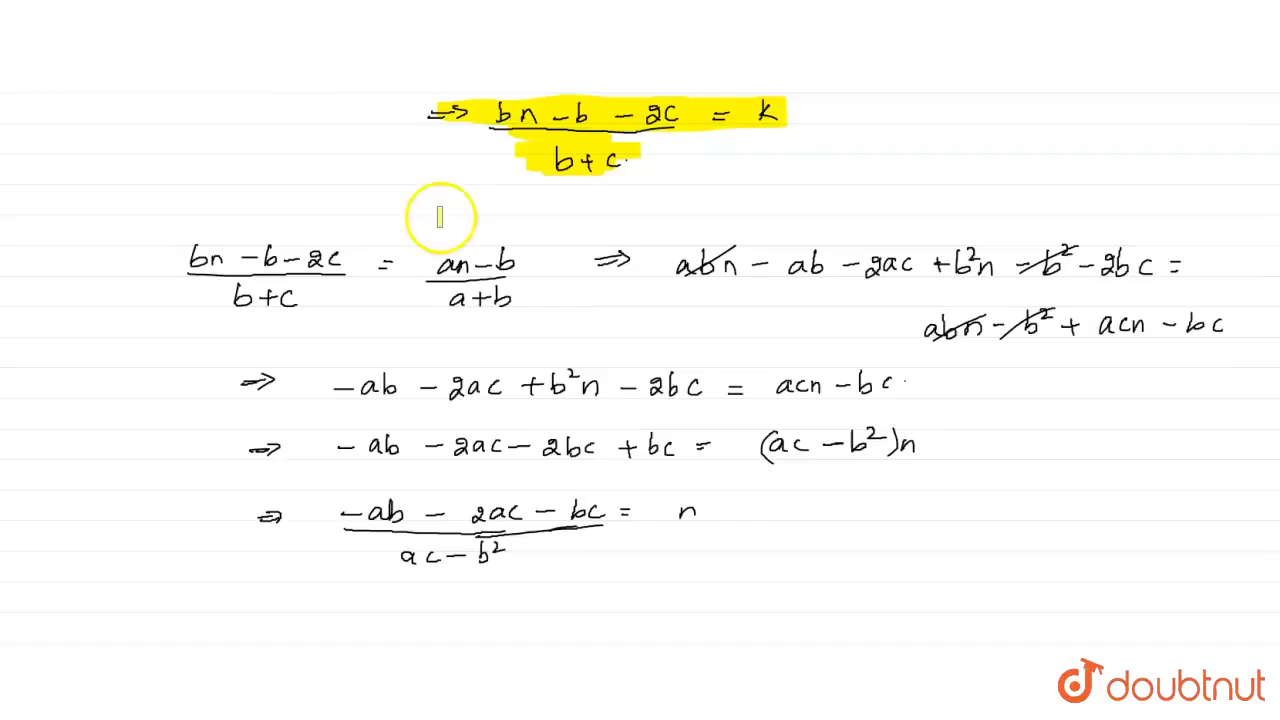 ⇒ bn - b - 2c = k
b + c.
bn - b - 2c = an - b ⇒ abn - ab - 2ac + b²n - b² - 2bc =
b + c a + b
abn - b² + acn - bc
⇒ -ab - 2ac + b²n - 2bc = acn - bc.
⇒ -ab - 2ac - 2bc + bc = (ac - b²)n
⇒ -ab - 2ac - bc = n
ac - b²
doubtnut